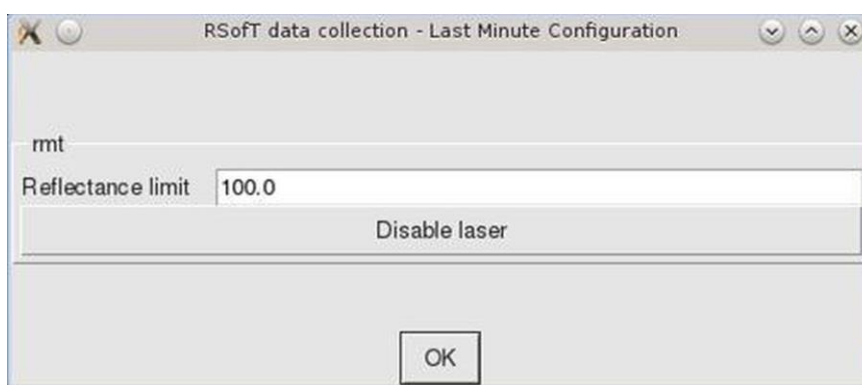 RSofT data collection - Last Minute Configuration
rmt
Reflectance limit 100.0
Disable laser
OK